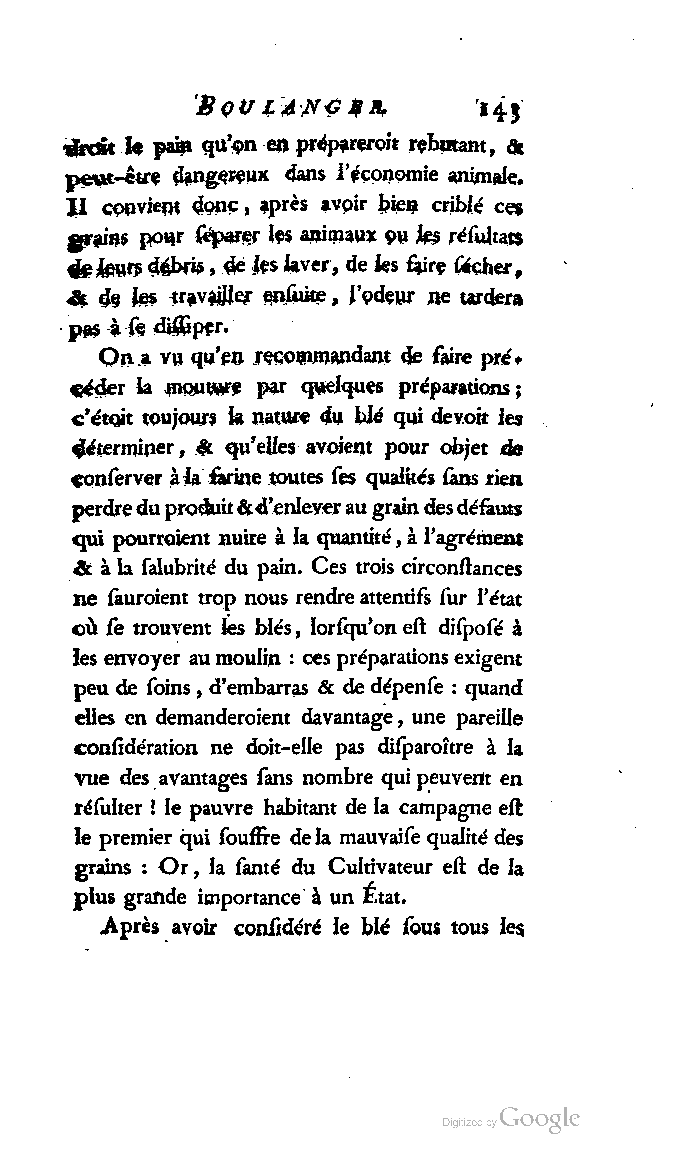 BOULANGER. 143
droit le pain qu'on en prépareroit rebutant, &
peut-être dangereux dans l'économie animale.
Il convient donc, après avoir bien criblé ces
grains pour ſéparer les animaux ou les réſultats
de leurs débris, de les laver, de les faire ſécher,
& de les travailler enſuite, l'odeur ne tardera
pas à ſe diſſiper.
On a vu qu'en recommandant de faire pré-
céder la mouture par quelques préparations;
c'étoit toujours la nature du blé qui devoit les
déterminer, & qu'elles avoient pour objet de
conſerver à la farine toutes ſes qualités ſans rien
perdre du produit & d'enlever au grain des défauts
qui pourroient nuire à la quantité, à l'agrément
& à la ſalubrité du pain. Ces trois circonſtances
ne ſauroient trop nous rendre attentifs ſur l'état
où ſe trouvent les blés, lorſqu'on eſt diſpoſé à
les envoyer au moulin : ces préparations exigent
peu de ſoins, d'embarras & de dépenſe : quand
elles en demanderoient davantage, une pareille
conſidération ne doit-elle pas diſparoître à la
vue des avantages ſans nombre qui peuvent en
réſulter ! le pauvre habitant de la campagne eſt
le premier qui ſouffre de la mauvaiſe qualité des
grains : Or, la ſanté du Cultivateur eſt de la
plus grande importance à un État.
Après avoir conſidéré le blé ſous tous les
Digitized by Google